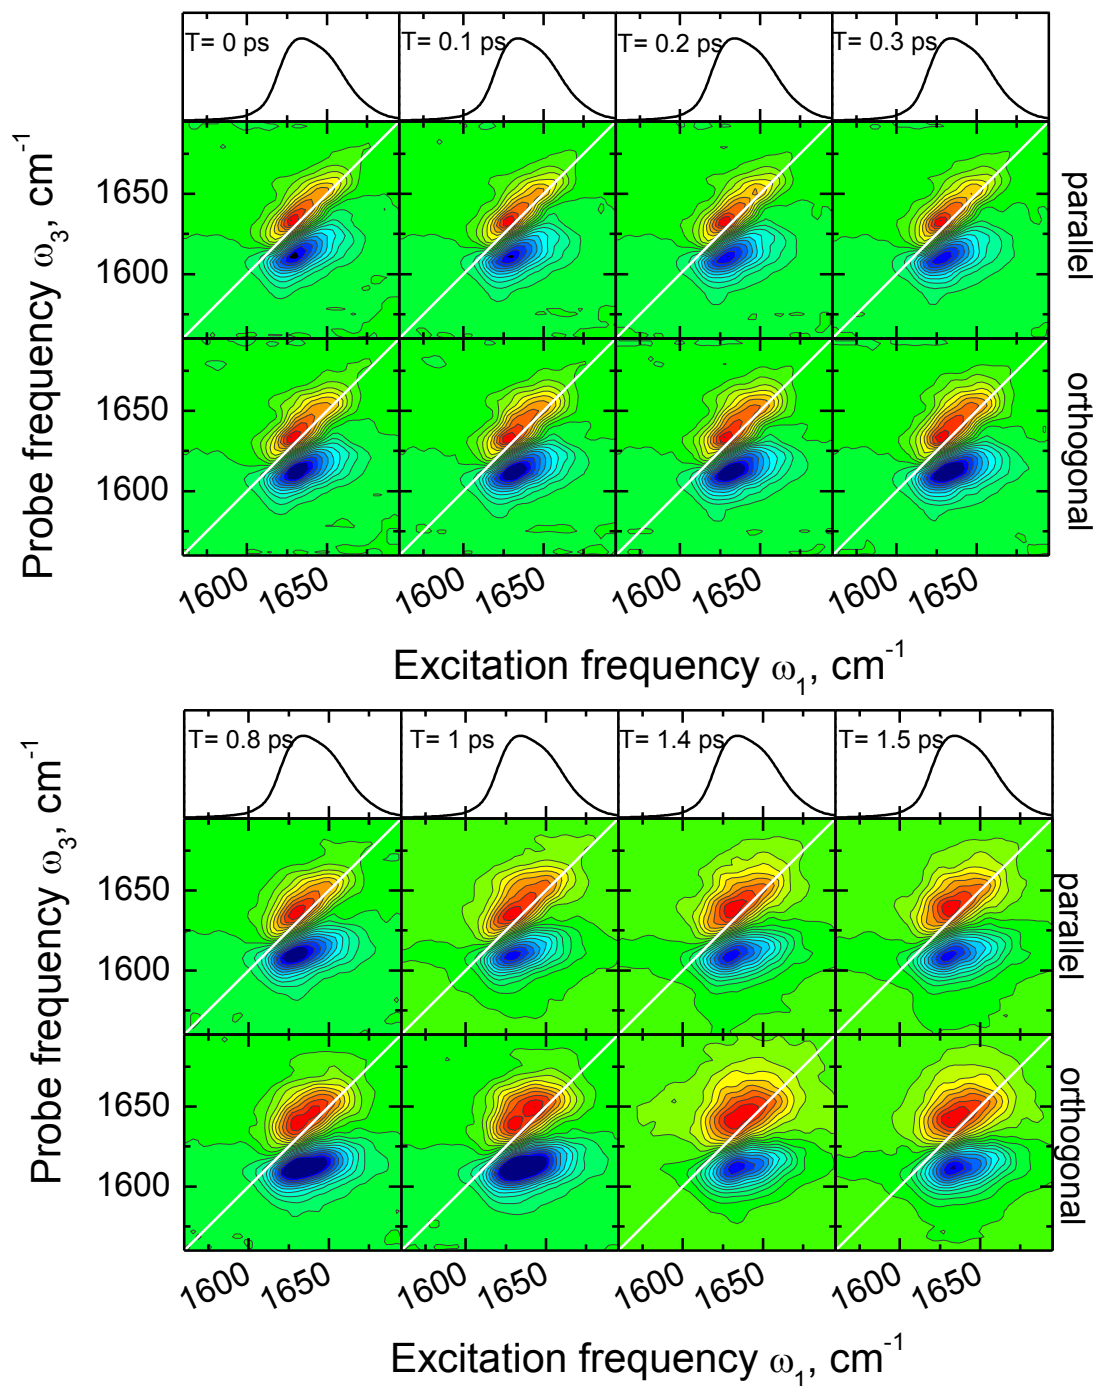 T= 0 ps
T= 0.1 ps
T= 0.2 ps
T= 0.3 ps
Probe frequency ω₃, cm⁻¹
1650
1600
parallel
1650
1600
orthogonal
1600 1650 1600 1650 1600 1650 1600 1650
Excitation frequency ω₁, cm⁻¹
T= 0.8 ps
T= 1 ps
T= 1.4 ps
T= 1.5 ps
Probe frequency ω₃, cm⁻¹
1650
1600
parallel
1650
1600
orthogonal
1600 1650 1600 1650 1600 1650 1600 1650
Excitation frequency ω₁, cm⁻¹